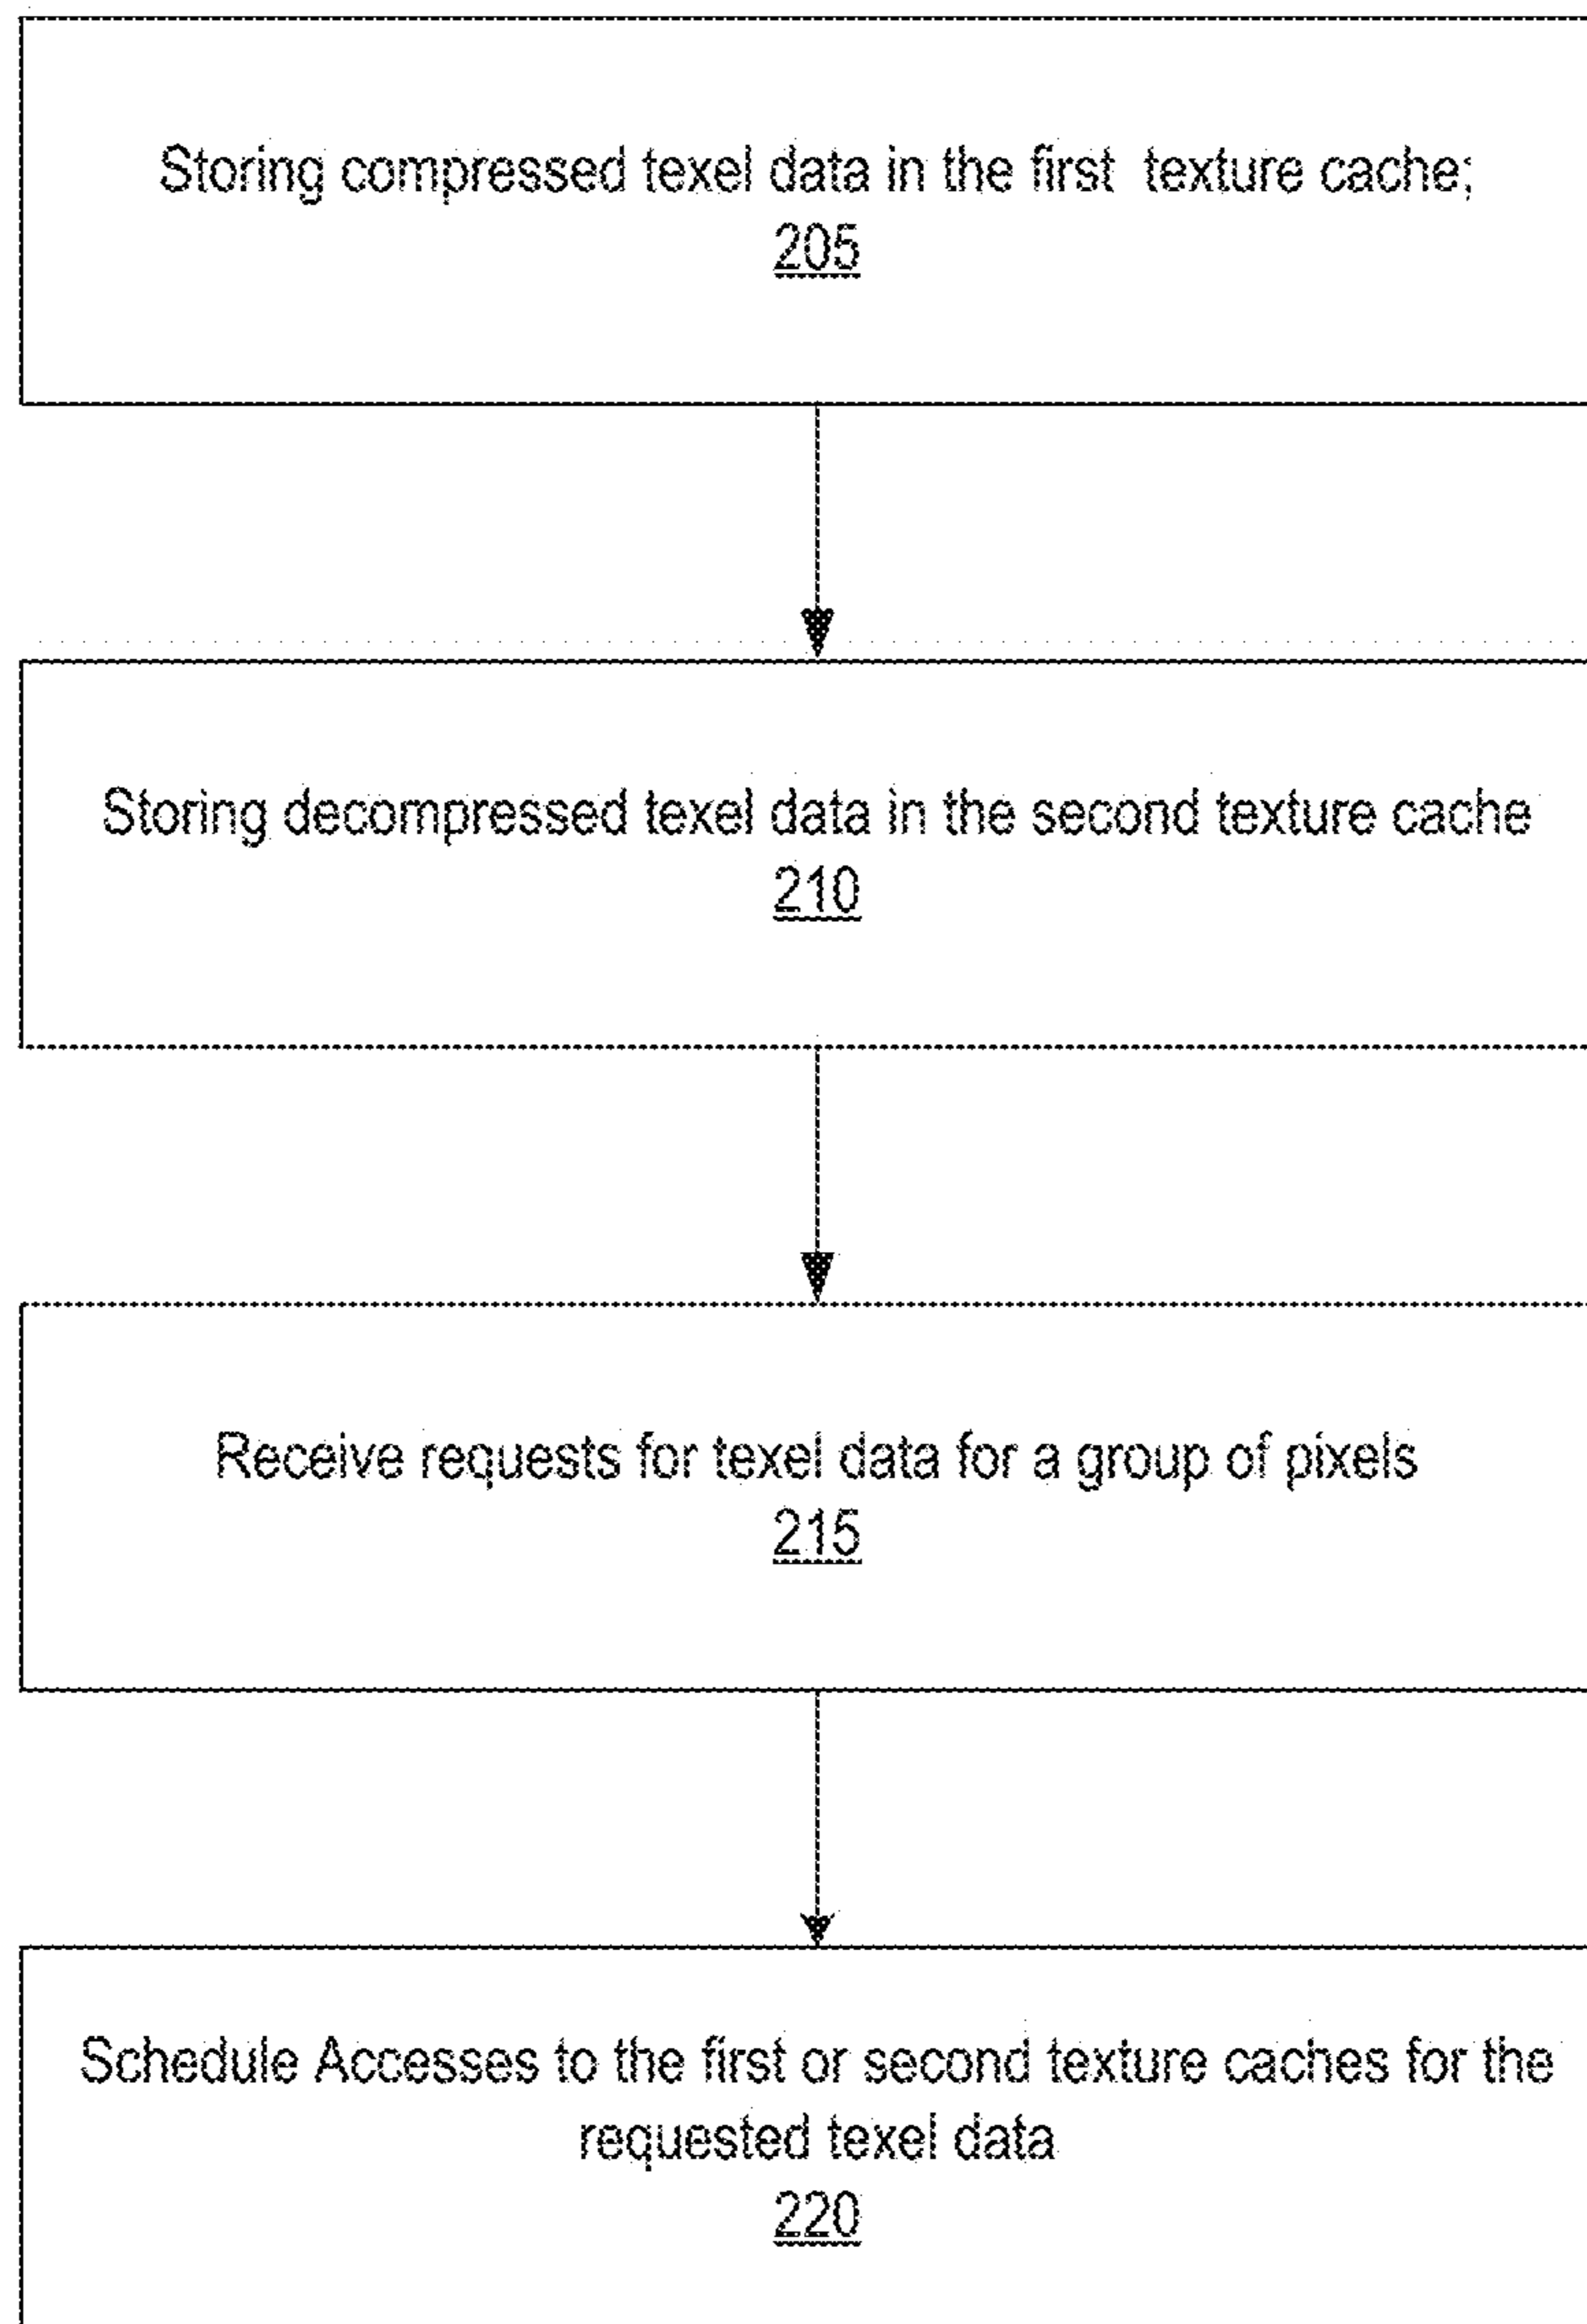 Storing compressed texel data in the first texture cache;
205
Storing decompressed texel data in the second texture cache
210
Receive requests for texel data for a group of pixels
215
Schedule Accesses to the first or second texture caches for the
requested texel data
220